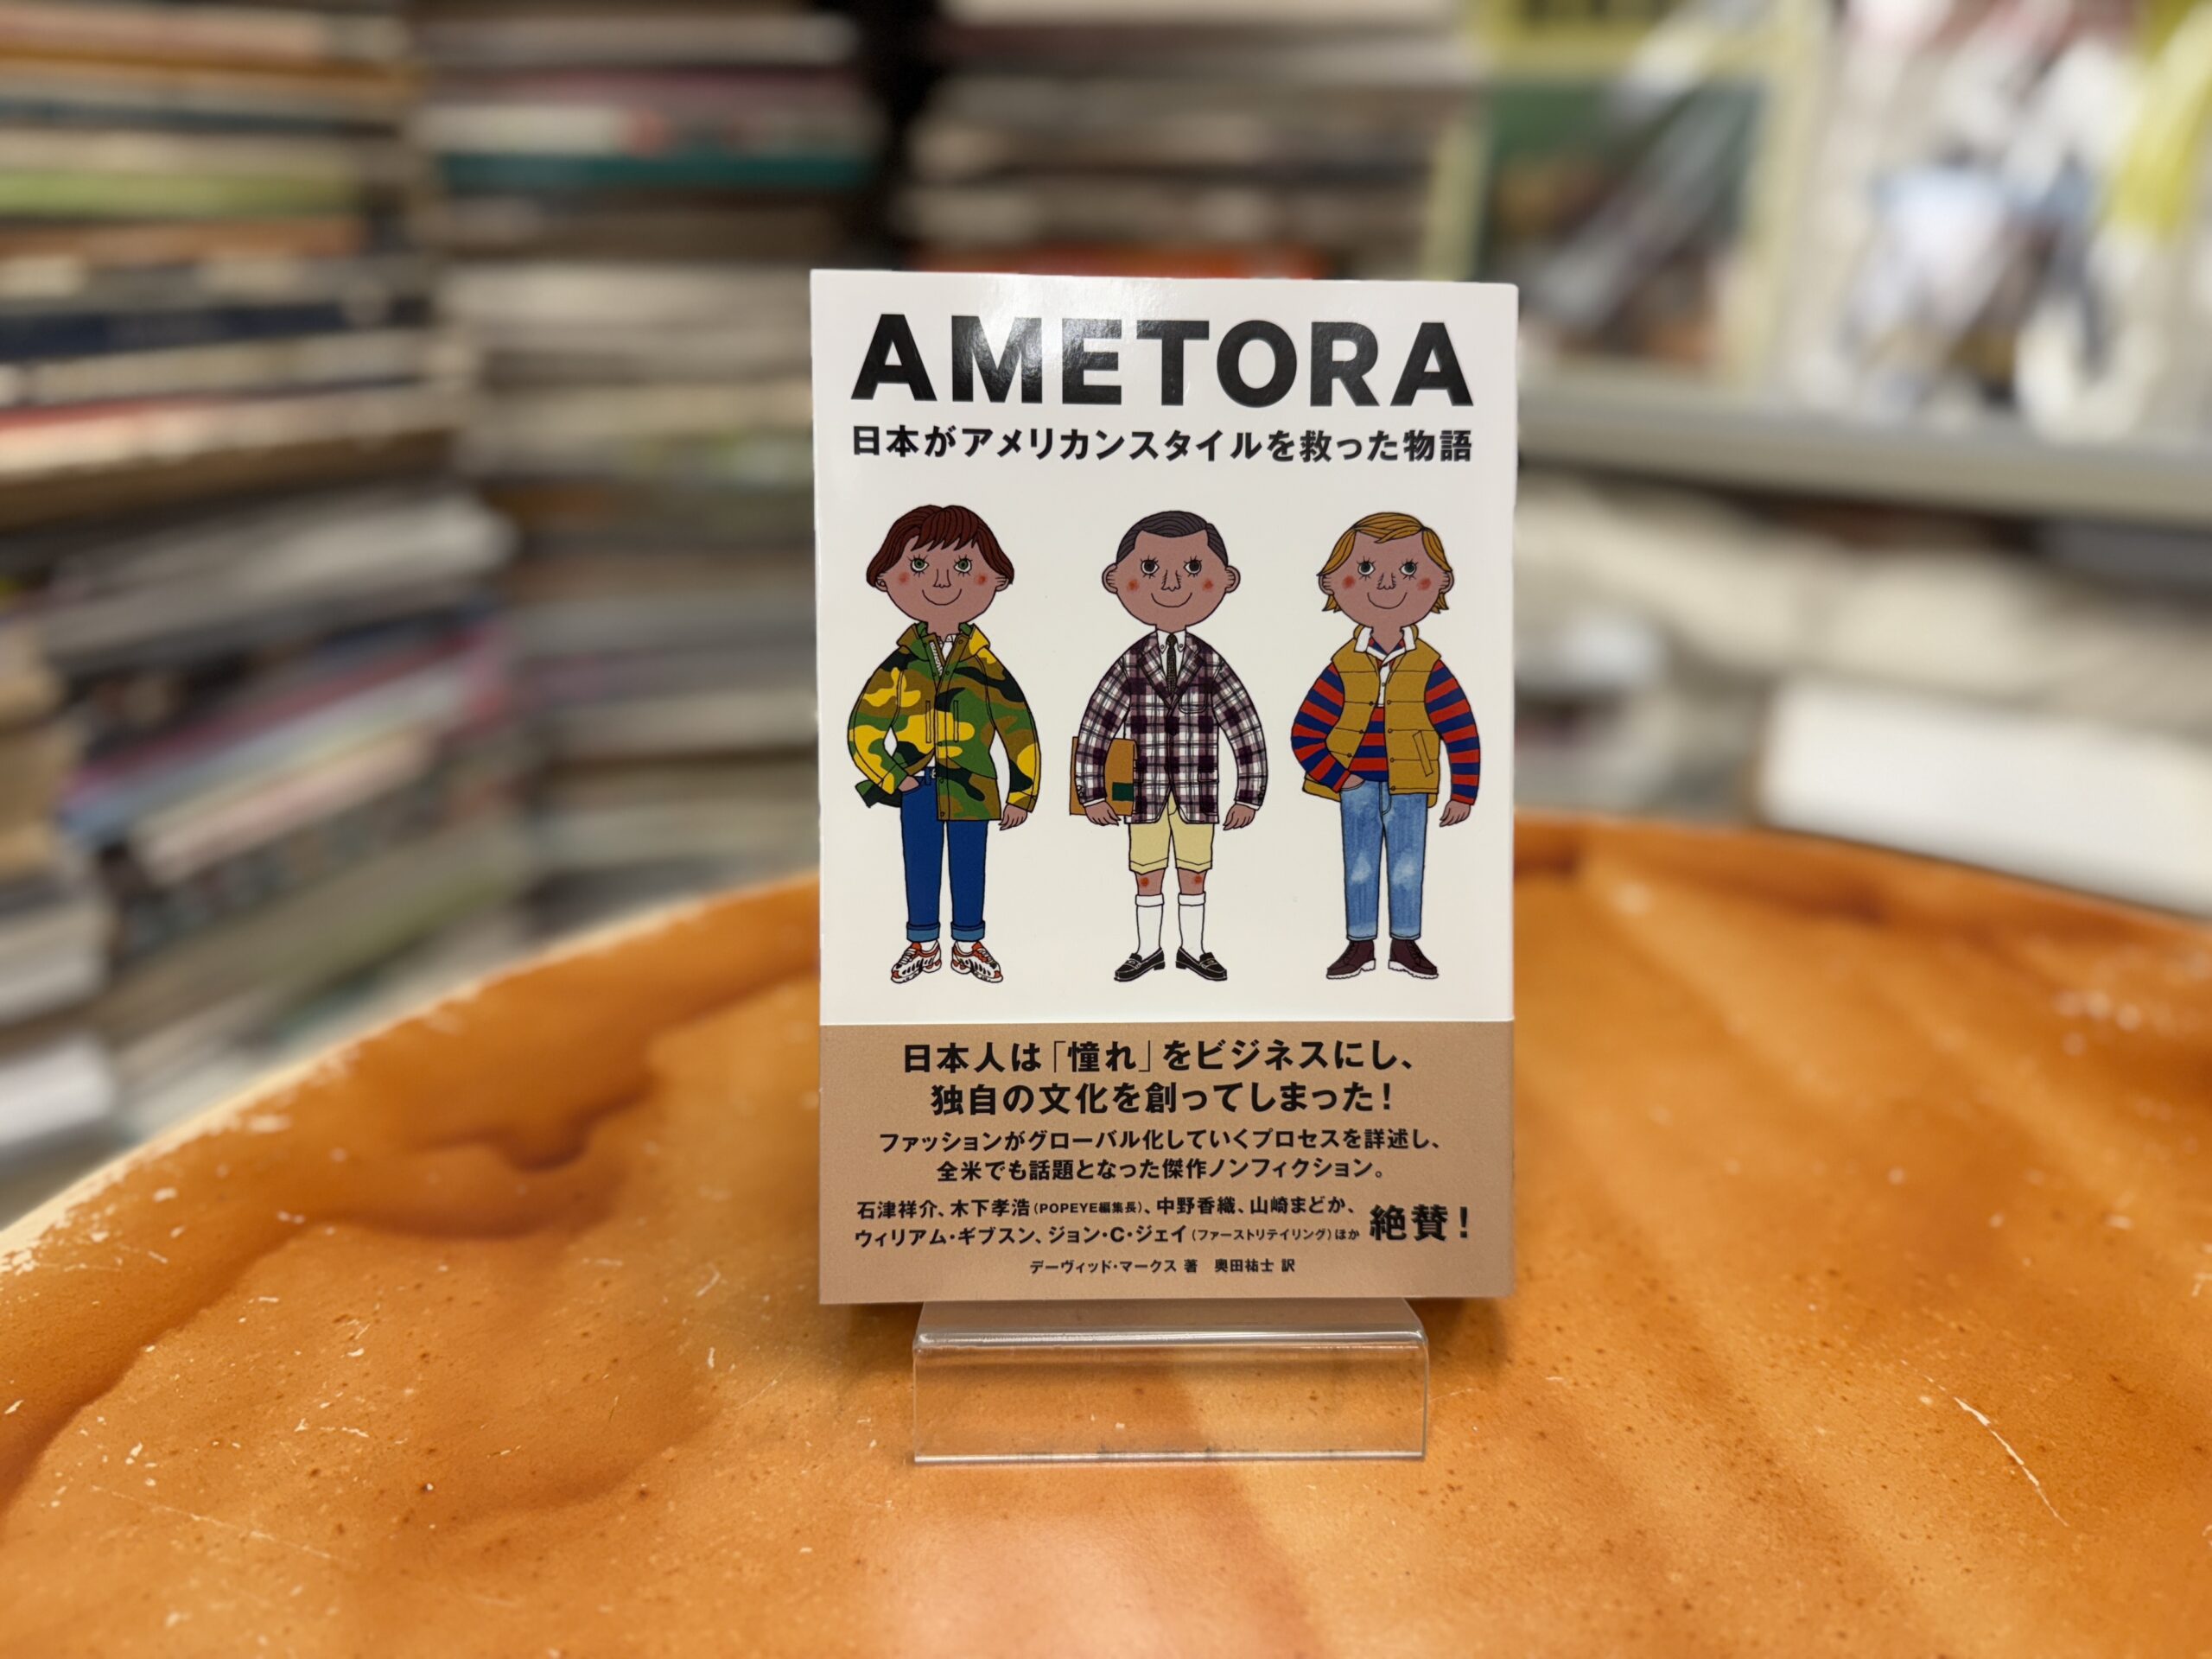 AMETORA
日本がアメリカンスタイルを救った物語
日本人は「憧れ」をビジネスにし、
独自の文化を創ってしまった！
ファッションがグローバル化していくプロセスを詳述し、
全米でも話題となった傑作ノンフィクション。
石津祥介、木下孝浩（POPEYE編集長）、中野香織、山崎まどか、
ウィリアム・ギブスン、ジョン・C・ジェイ（ファーストリテイリング）ほか
絶賛！
デーヴィッド・マークス 著　奥田祐士 訳